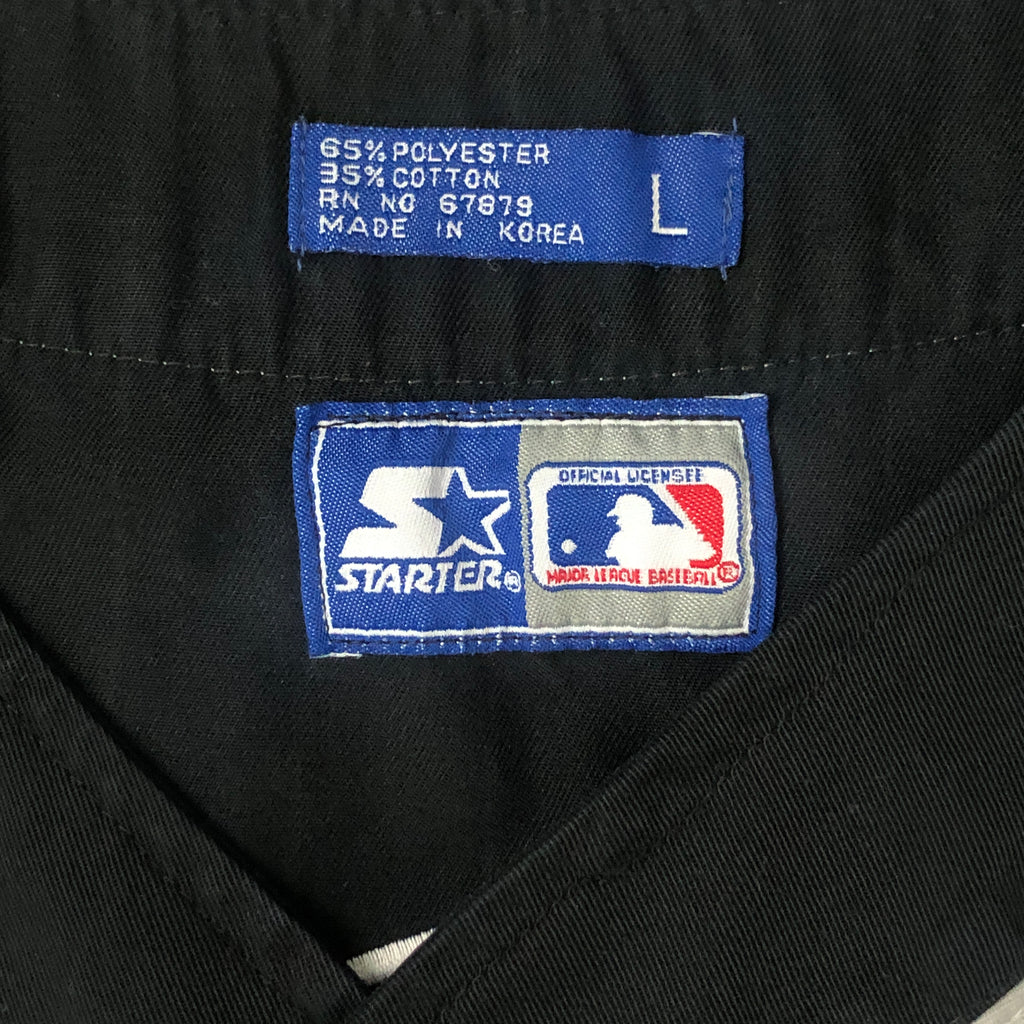 65% POLYESTER
35% COTTON
RN NO 67879
MADE IN KOREA
L
STARTER®
OFFICIAL LICENSEE
MAJOR LEAGUE BASEBALL®